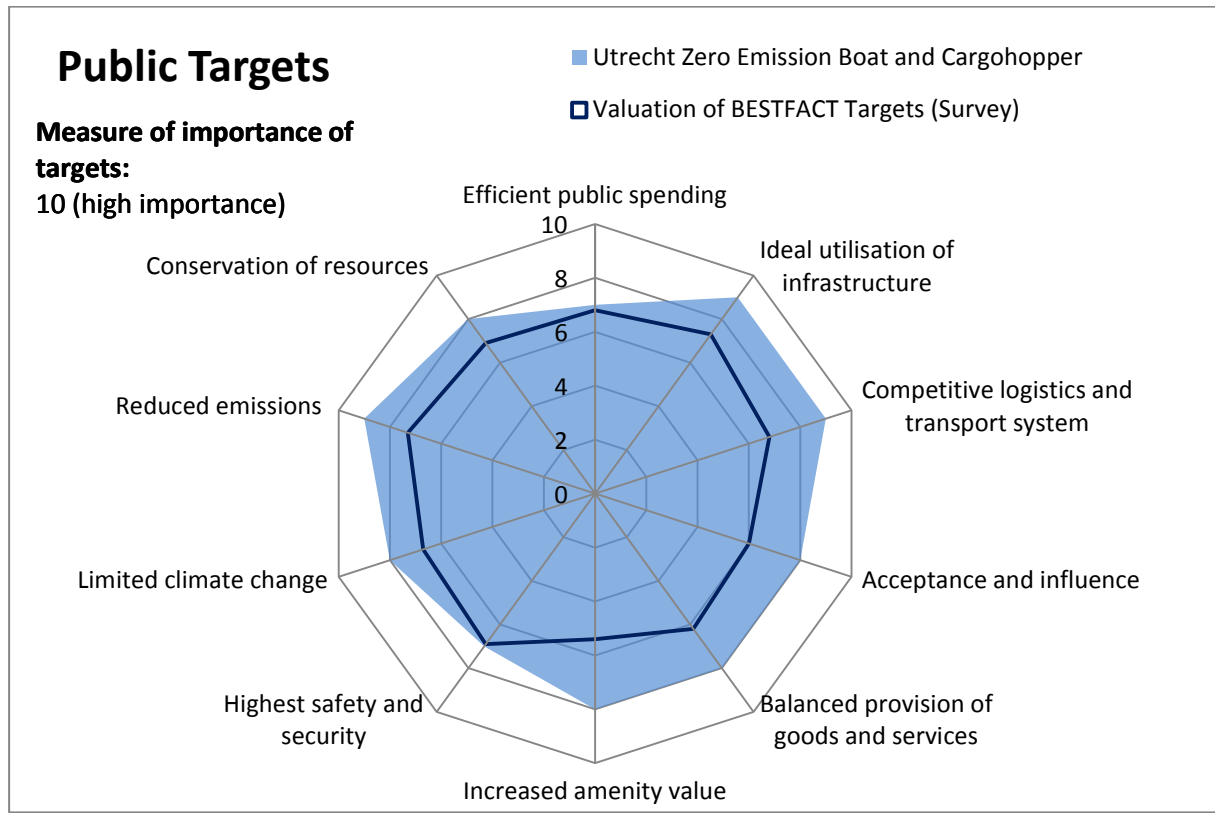 Public Targets
Utrecht Zero Emission Boat and Cargohopper
Valuation of BESTFACT Targets (Survey)
Measure of importance of
targets:
10 (high importance)
Efficient public spending
Ideal utilisation of
infrastructure
Competitive logistics and
transport system
Acceptance and influence
Balanced provision of
goods and services
Increased amenity value
Highest safety and
security
Limited climate change
Reduced emissions
Conservation of resources
10
8
6
4
2
0